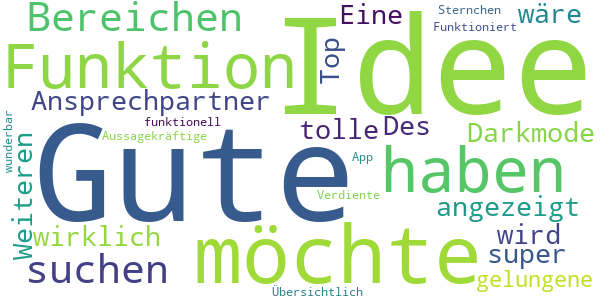 Bereichen
Idee
Eine
Sternchen
wäre
Funktioniert
Funktion
Top
Ansprechpartner
funktionell
Aussagekräftige
tolle
Des
Darkmode
wunderbar
Weiteren
Gute
App
haben
Verdiente
angezeigt
wirklich
möchte
wird
suchen
super
gelungene
Übersichtlich